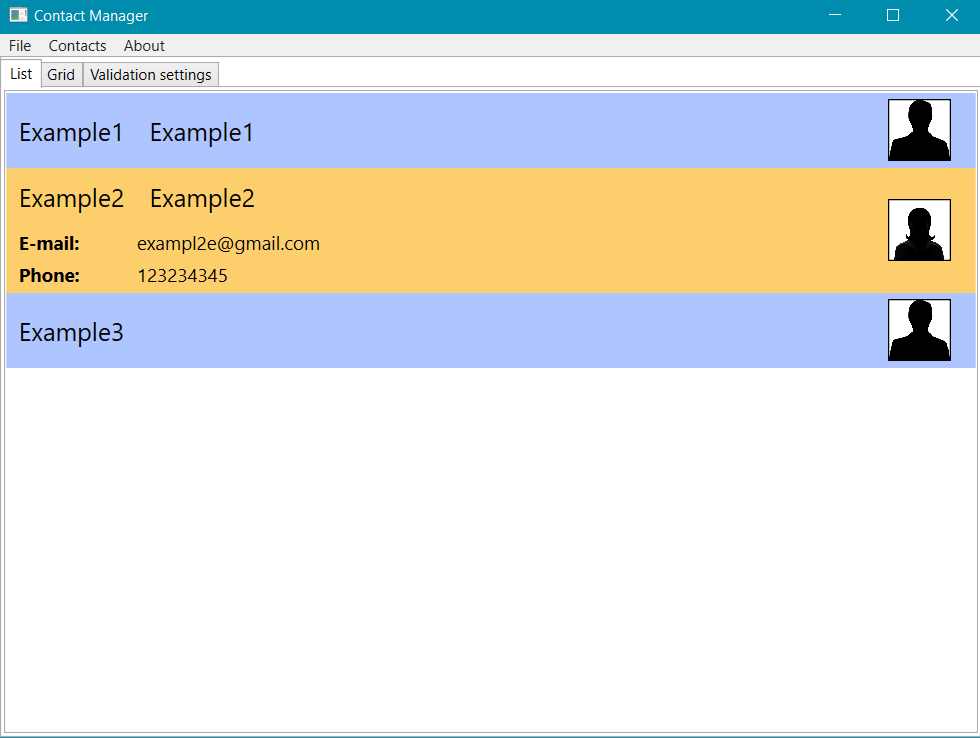 Contact Manager
File Contacts About
List Grid Validation settings
Example1 Example1
Example2 Example2
E-mail: exampl2e@gmail.com
Phone: 123234345
Example3